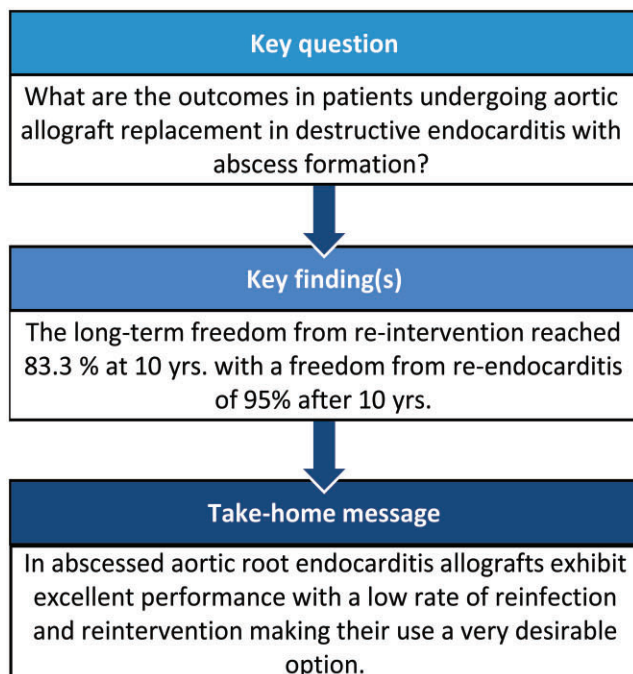 Key question
What are the outcomes in patients undergoing aortic
allograft replacement in destructive endocarditis with
abscess formation?
Key finding(s)
The long-term freedom from re-intervention reached
83.3 % at 10 yrs. with a freedom from re-endocarditis
of 95% after 10 yrs.
Take-home message
In abscessed aortic root endocarditis allografts exhibit
excellent performance with a low rate of reinfection
and reintervention making their use a very desirable
option.